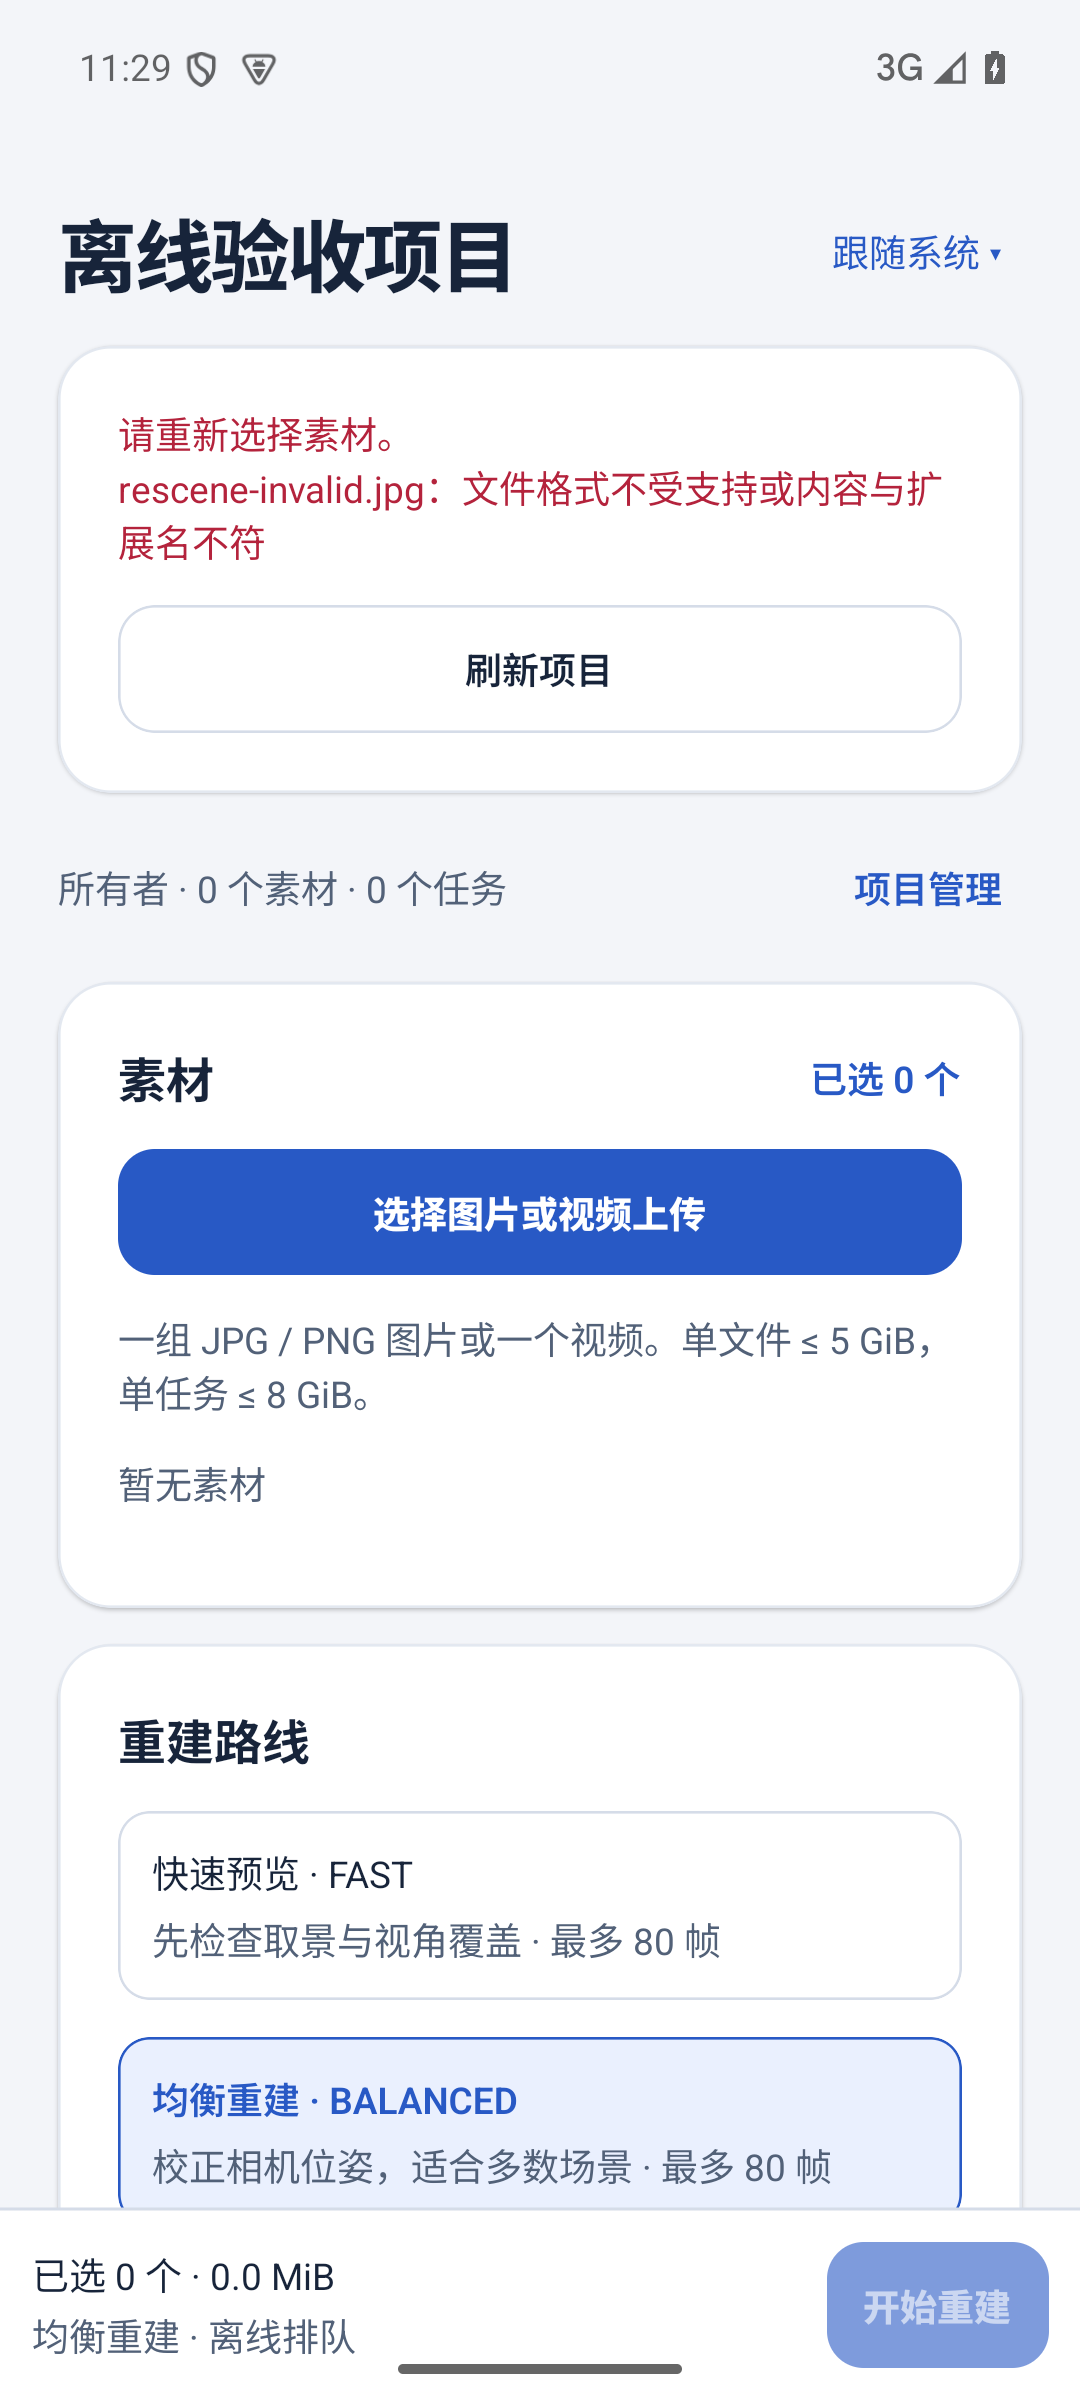 11:29
3G
离线验收项目
跟随系统 ▾
请重新选择素材。
rescene-invalid.jpg：文件格式不受支持或内容与扩
展名不符
刷新项目
所有者 · 0 个素材 · 0 个任务
项目管理
素材
已选 0 个
选择图片或视频上传
一组 JPG / PNG 图片或一个视频。单文件 ≤ 5 GiB，
单任务 ≤ 8 GiB。
暂无素材
重建路线
快速预览 · FAST
先检查取景与视角覆盖 · 最多 80 帧
均衡重建 · BALANCED
校正相机位姿，适合多数场景 · 最多 80 帧
已选 0 个 · 0.0 MiB
均衡重建 · 离线排队
开始重建